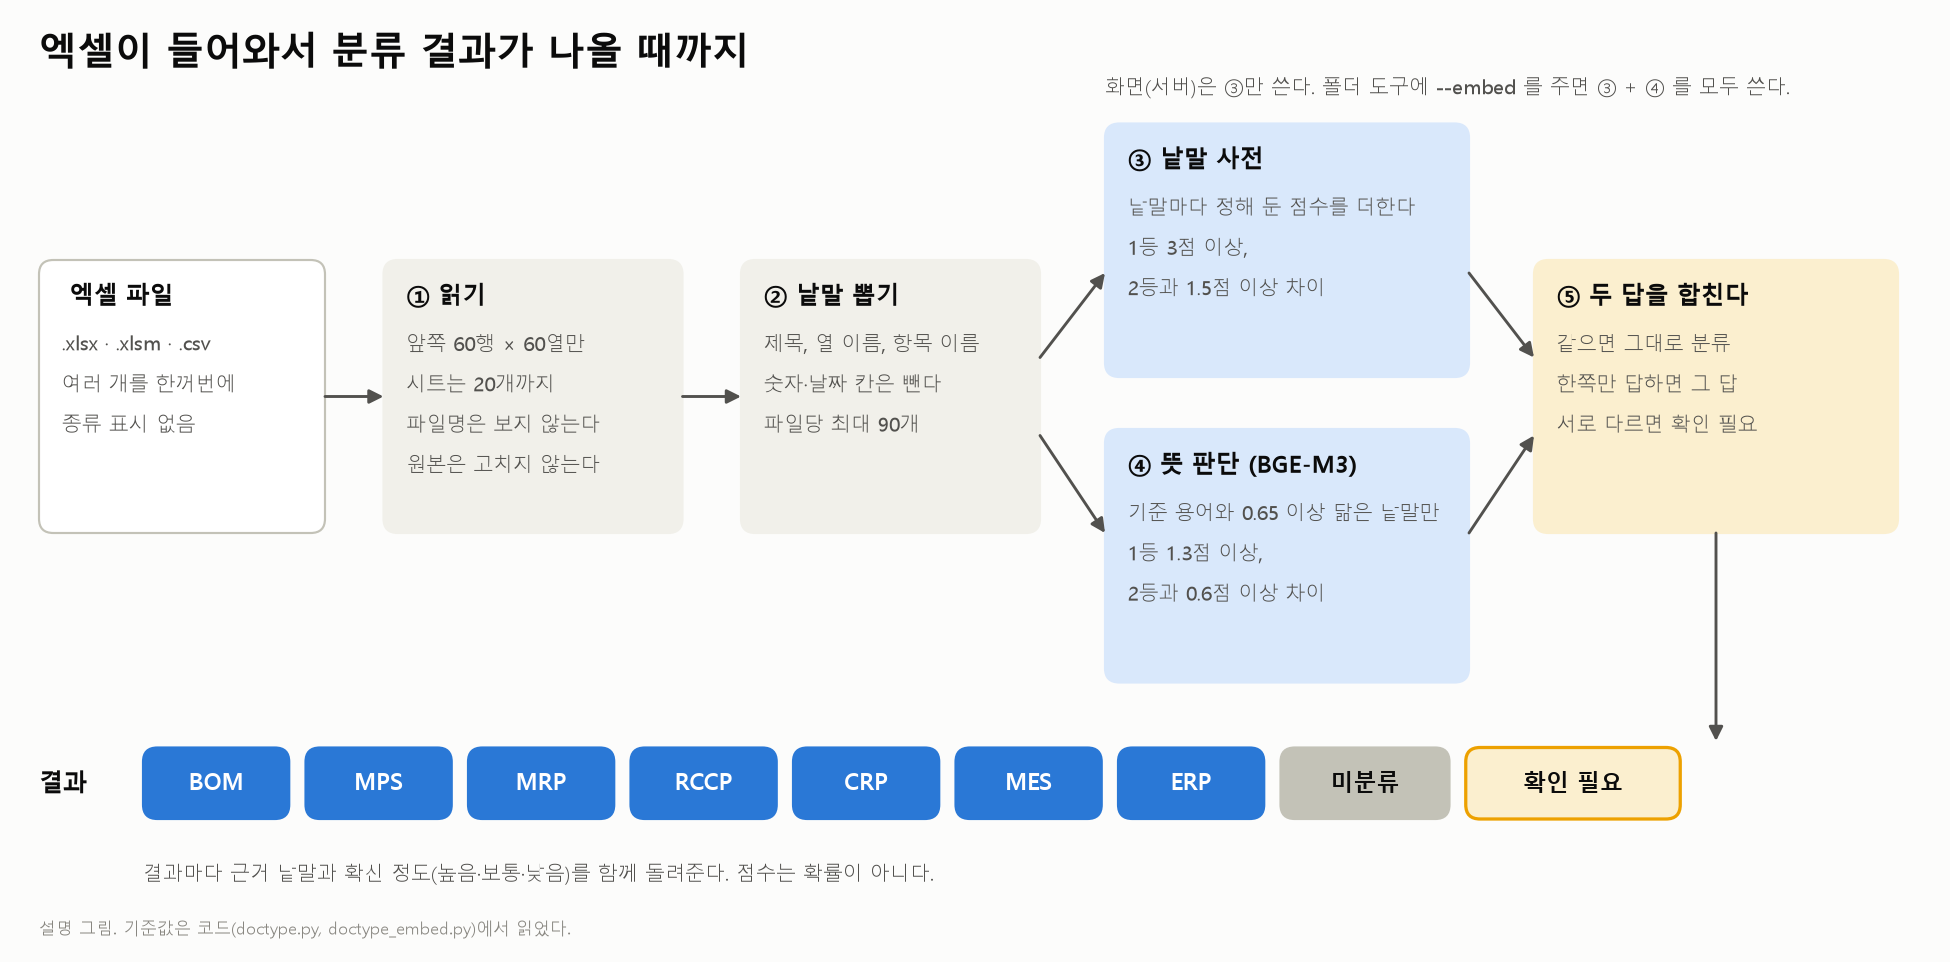 엑셀이 들어와서 분류 결과가 나올 때까지
화면(서버)은 ③만 쓴다. 폴더 도구에 --embed 를 주면 ③ + ④ 를 모두 쓴다.
엑셀 파일
.xlsx · .xlsm · .csv
여러 개를 한꺼번에
종류 표시 없음
① 읽기
앞쪽 60행 × 60열만
시트는 20개까지
파일명은 보지 않는다
원본은 고치지 않는다
② 낱말 뽑기
제목, 열 이름, 항목 이름
숫자·날짜 칸은 뺀다
파일당 최대 90개
③ 낱말 사전
낱말마다 정해 둔 점수를 더한다
1등 3점 이상,
2등과 1.5점 이상 차이
④ 뜻 판단 (BGE-M3)
기준 용어와 0.65 이상 닮은 낱말만
1등 1.3점 이상,
2등과 0.6점 이상 차이
⑤ 두 답을 합친다
같으면 그대로 분류
한쪽만 답하면 그 답
서로 다르면 확인 필요
결과
BOM
MPS
MRP
RCCP
CRP
MES
ERP
미분류
확인 필요
결과마다 근거 낱말과 확신 정도(높음·보통·낮음)를 함께 돌려준다. 점수는 확률이 아니다.
설명 그림. 기준값은 코드(doctype.py, doctype_embed.py)에서 읽었다.